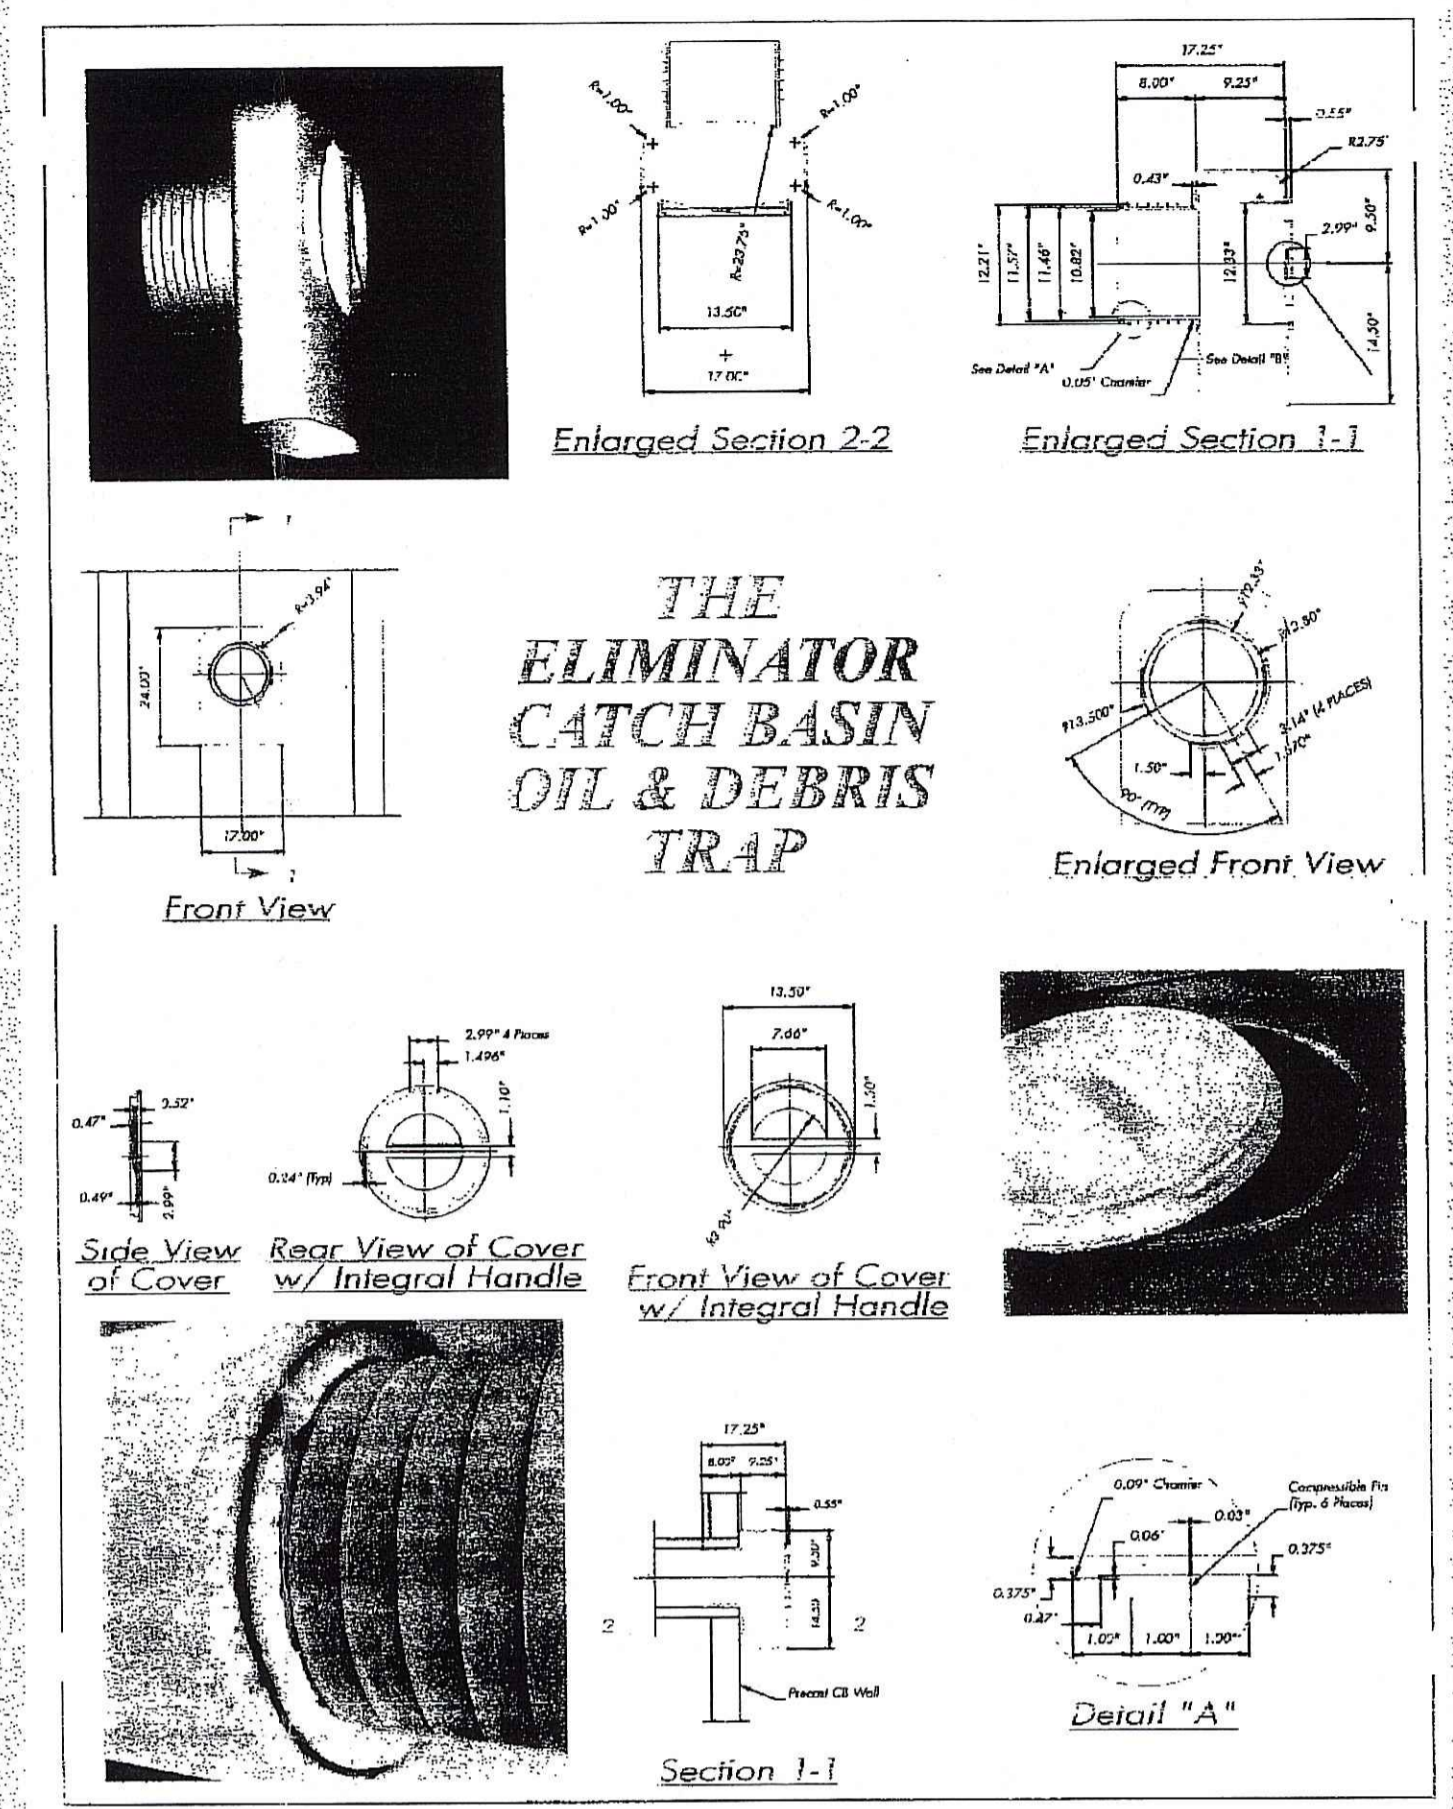 R=1.00"
R=1.00"
R=1.00"
R=1.00"
R=23.75"
13.50"
17.00"
Enlarged Section 2-2
17.25"
8.00"
9.25"
0.55"
R2.75"
0.43"
9.50"
2.99"
12.21"
11.57"
11.46"
10.82"
12.33"
14.50"
See Detail "A"
0.05" Chamfer
See Detail "B"
Enlarged Section 1-1
1
R=3.94"
24.00"
17.00"
Front View
THE
ELIMINATOR
CATCH BASIN
OIL & DEBRIS
TRAP
13.500"
3.14" (4 PLACES)
1.50"
90° (TYP)
Enlarged Front View
0.47"
0.52"
0.49"
2.99"
Side View
of Cover
2.99" 4 Places
1.496"
1.10"
0.24" (Typ)
Rear View of Cover
w/ Integral Handle
13.50"
7.66"
1.50"
Front View of Cover
w/ Integral Handle
17.25"
8.00"
9.25"
0.55"
9.50"
14.50
2
2
Precast CB Wall
Section 1-1
0.09" Chamfer
Compressible Fin
(Typ. 6 Places)
0.03"
0.06"
0.375"
0.375"
1.00"
1.00"
1.00"
Detail "A"